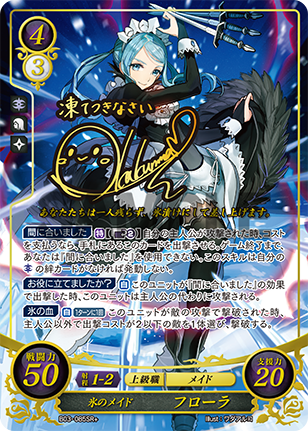 4
3
凍てつきなさい
あなたたちは一人残らず、氷漬けにして差し上げます。
間に合いました 特 自分の主人公が攻撃された時、コスト
を支払うなら、手札にあるこのカードを出撃させる。ゲーム終了まで、
あなたは『間に合いました』を使用できない。このスキルは自分の
の絆カードがなければ発動しない。
お役に立てましたか? 自 このユニットが『間に合いました』の効果
で出撃した時、このユニットは主人公の代わりに攻撃される。
氷の血 自 1ターンに1回 このユニットが敵の攻撃で撃破された時、
主人公以外で出撃コストが2以下の敵を1体選び、撃破する。
戦闘力
50
射程 1-2
上級職
メイド
支援力
20
氷のメイド
フローラ
B03-085SR+